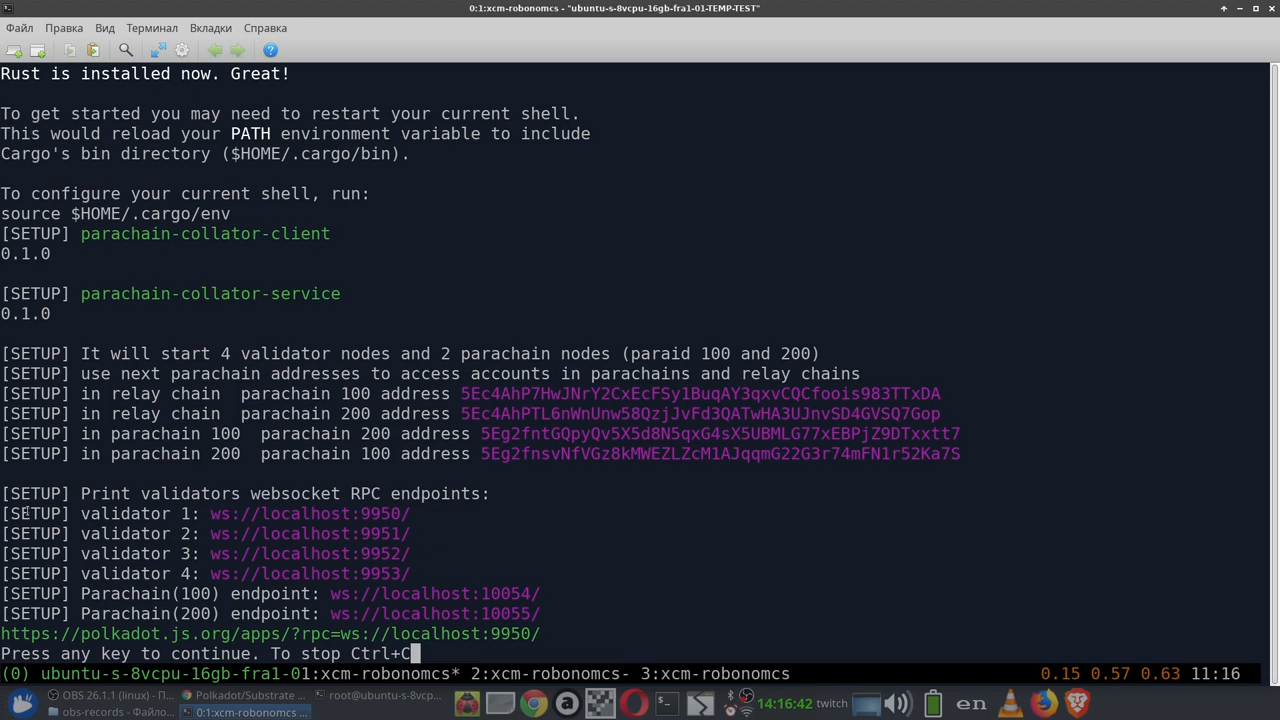 0:1:xcm-robonomcs - "ubuntu-s-8vcpu-16gb-fra1-01-TEMP-TEST"
Файл Правка Вид Терминал Вкладки Справка
Rust is installed now. Great!
To get started you may need to restart your current shell.
This would reload your PATH environment variable to include
Cargo's bin directory ($HOME/.cargo/bin).
To configure your current shell, run:
source $HOME/.cargo/env
[SETUP] parachain-collator-client
0.1.0
[SETUP] parachain-collator-service
0.1.0
[SETUP] It will start 4 validator nodes and 2 parachain nodes (paraid 100 and 200)
[SETUP] use next parachain addresses to access accounts in parachains and relay chains
[SETUP] in relay chain parachain 100 address 5Ec4AhP7HwJNrY2CxEcFSy1BuqAY3qxvCQCfoois983TTxDA
[SETUP] in relay chain parachain 200 address 5Ec4AhPTL6nWnUnw58QzjJvFd3QATwHA3UJnvSD4GVSQ7Gop
[SETUP] in parachain 100 parachain 200 address 5Eg2fntGQpyQv5X5d8N5qxG4sX5UBMLG77xEBPjZ9DTxxtt7
[SETUP] in parachain 200 parachain 100 address 5Eg2fnsvNfVGz8kMWEZLZcM1AJqqmG22G3r74mFN1r52Ka7S
[SETUP] Print validators websocket RPC endpoints:
[SETUP] validator 1: ws://localhost:9950/
[SETUP] validator 2: ws://localhost:9951/
[SETUP] validator 3: ws://localhost:9952/
[SETUP] validator 4: ws://localhost:9953/
[SETUP] Parachain(100) endpoint: ws://localhost:10054/
[SETUP] Parachain(200) endpoint: ws://localhost:10055/
https://polkadot.js.org/apps/?rpc=ws://localhost:9950/
Press any key to continue. To stop Ctrl+C
(0) ubuntu-s-8vcpu-16gb-fra1-01:xcm-robonomcs* 2:xcm-robonomcs- 3:xcm-robonomcs 0.15 0.57 0.63 11:16
OBS 26.1.1 (linux) - П... Polkadot/Substrate ... root@ubuntu-s-8vc...
obs-records - Файло... 0:1:xcm-robonomcs ...
14:16:42 twitch en